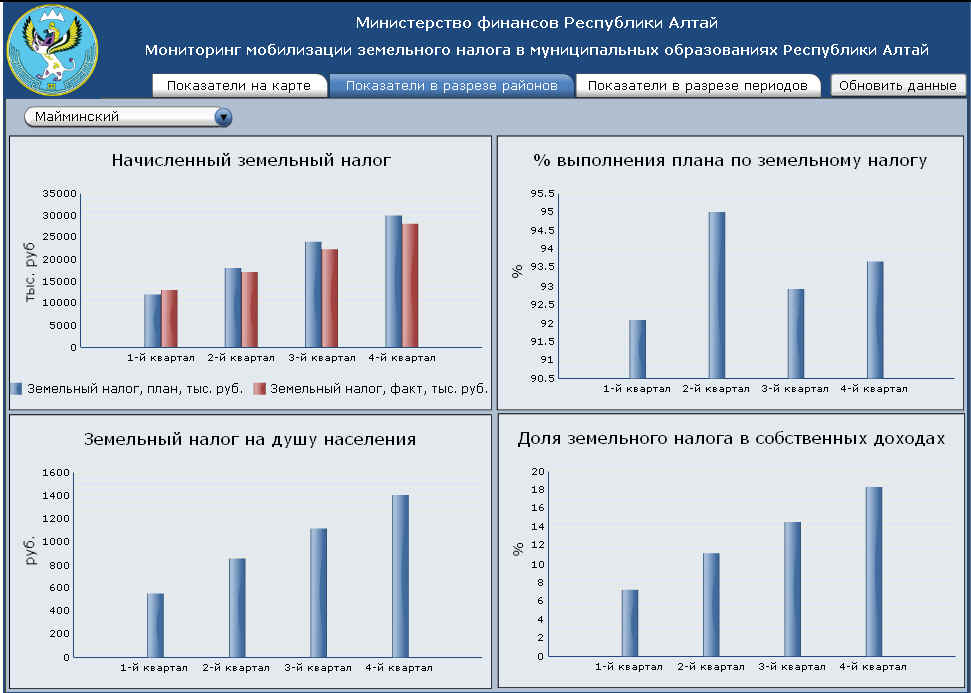 Министерство финансов Республики Алтай
Мониторинг мобилизации земельного налога в муниципальных образованиях Республики Алтай
Показатели на карте Показатели в разрезе районов Показатели в разрезе периодов Обновить данные
Майминский
Начисленный земельный налог
35000
30000
25000
20000
15000
10000
5000
0
тыс. руб
1-й квартал 2-й квартал 3-й квартал 4-й квартал
Земельный налог, план, тыс. руб. Земельный налог, факт, тыс. руб.
% выполнения плана по земельному налогу
95.5
95
94.5
94
93.5
93
92.5
92
91.5
91
90.5
%
1-й квартал 2-й квартал 3-й квартал 4-й квартал
Земельный налог на душу населения
1600
1400
1200
1000
800
600
400
200
0
руб.
1-й квартал 2-й квартал 3-й квартал 4-й квартал
Доля земельного налога в собственных доходах
20
18
16
14
12
10
8
6
4
2
0
%
1-й квартал 2-й квартал 3-й квартал 4-й квартал